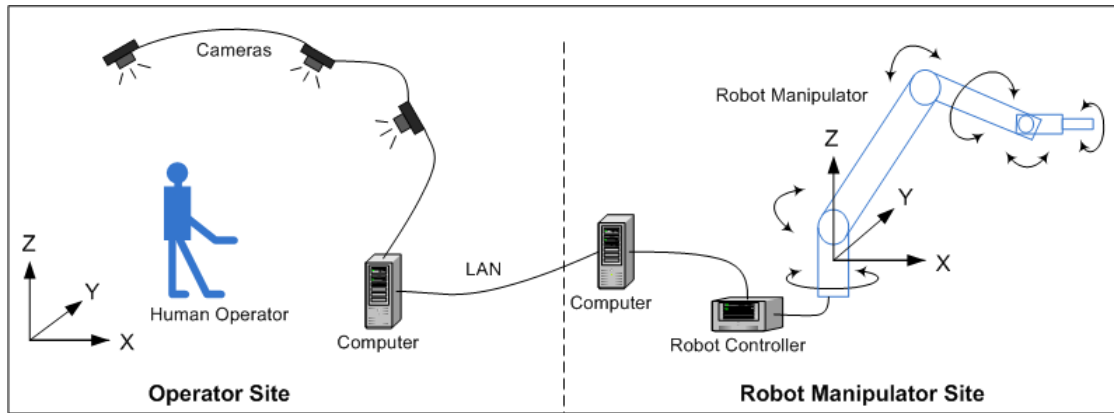 Cameras
Robot Manipulator
Z
Y
X
Z
Y
X
Human Operator
LAN
Computer
Computer
Robot Controller
Operator Site
Robot Manipulator Site